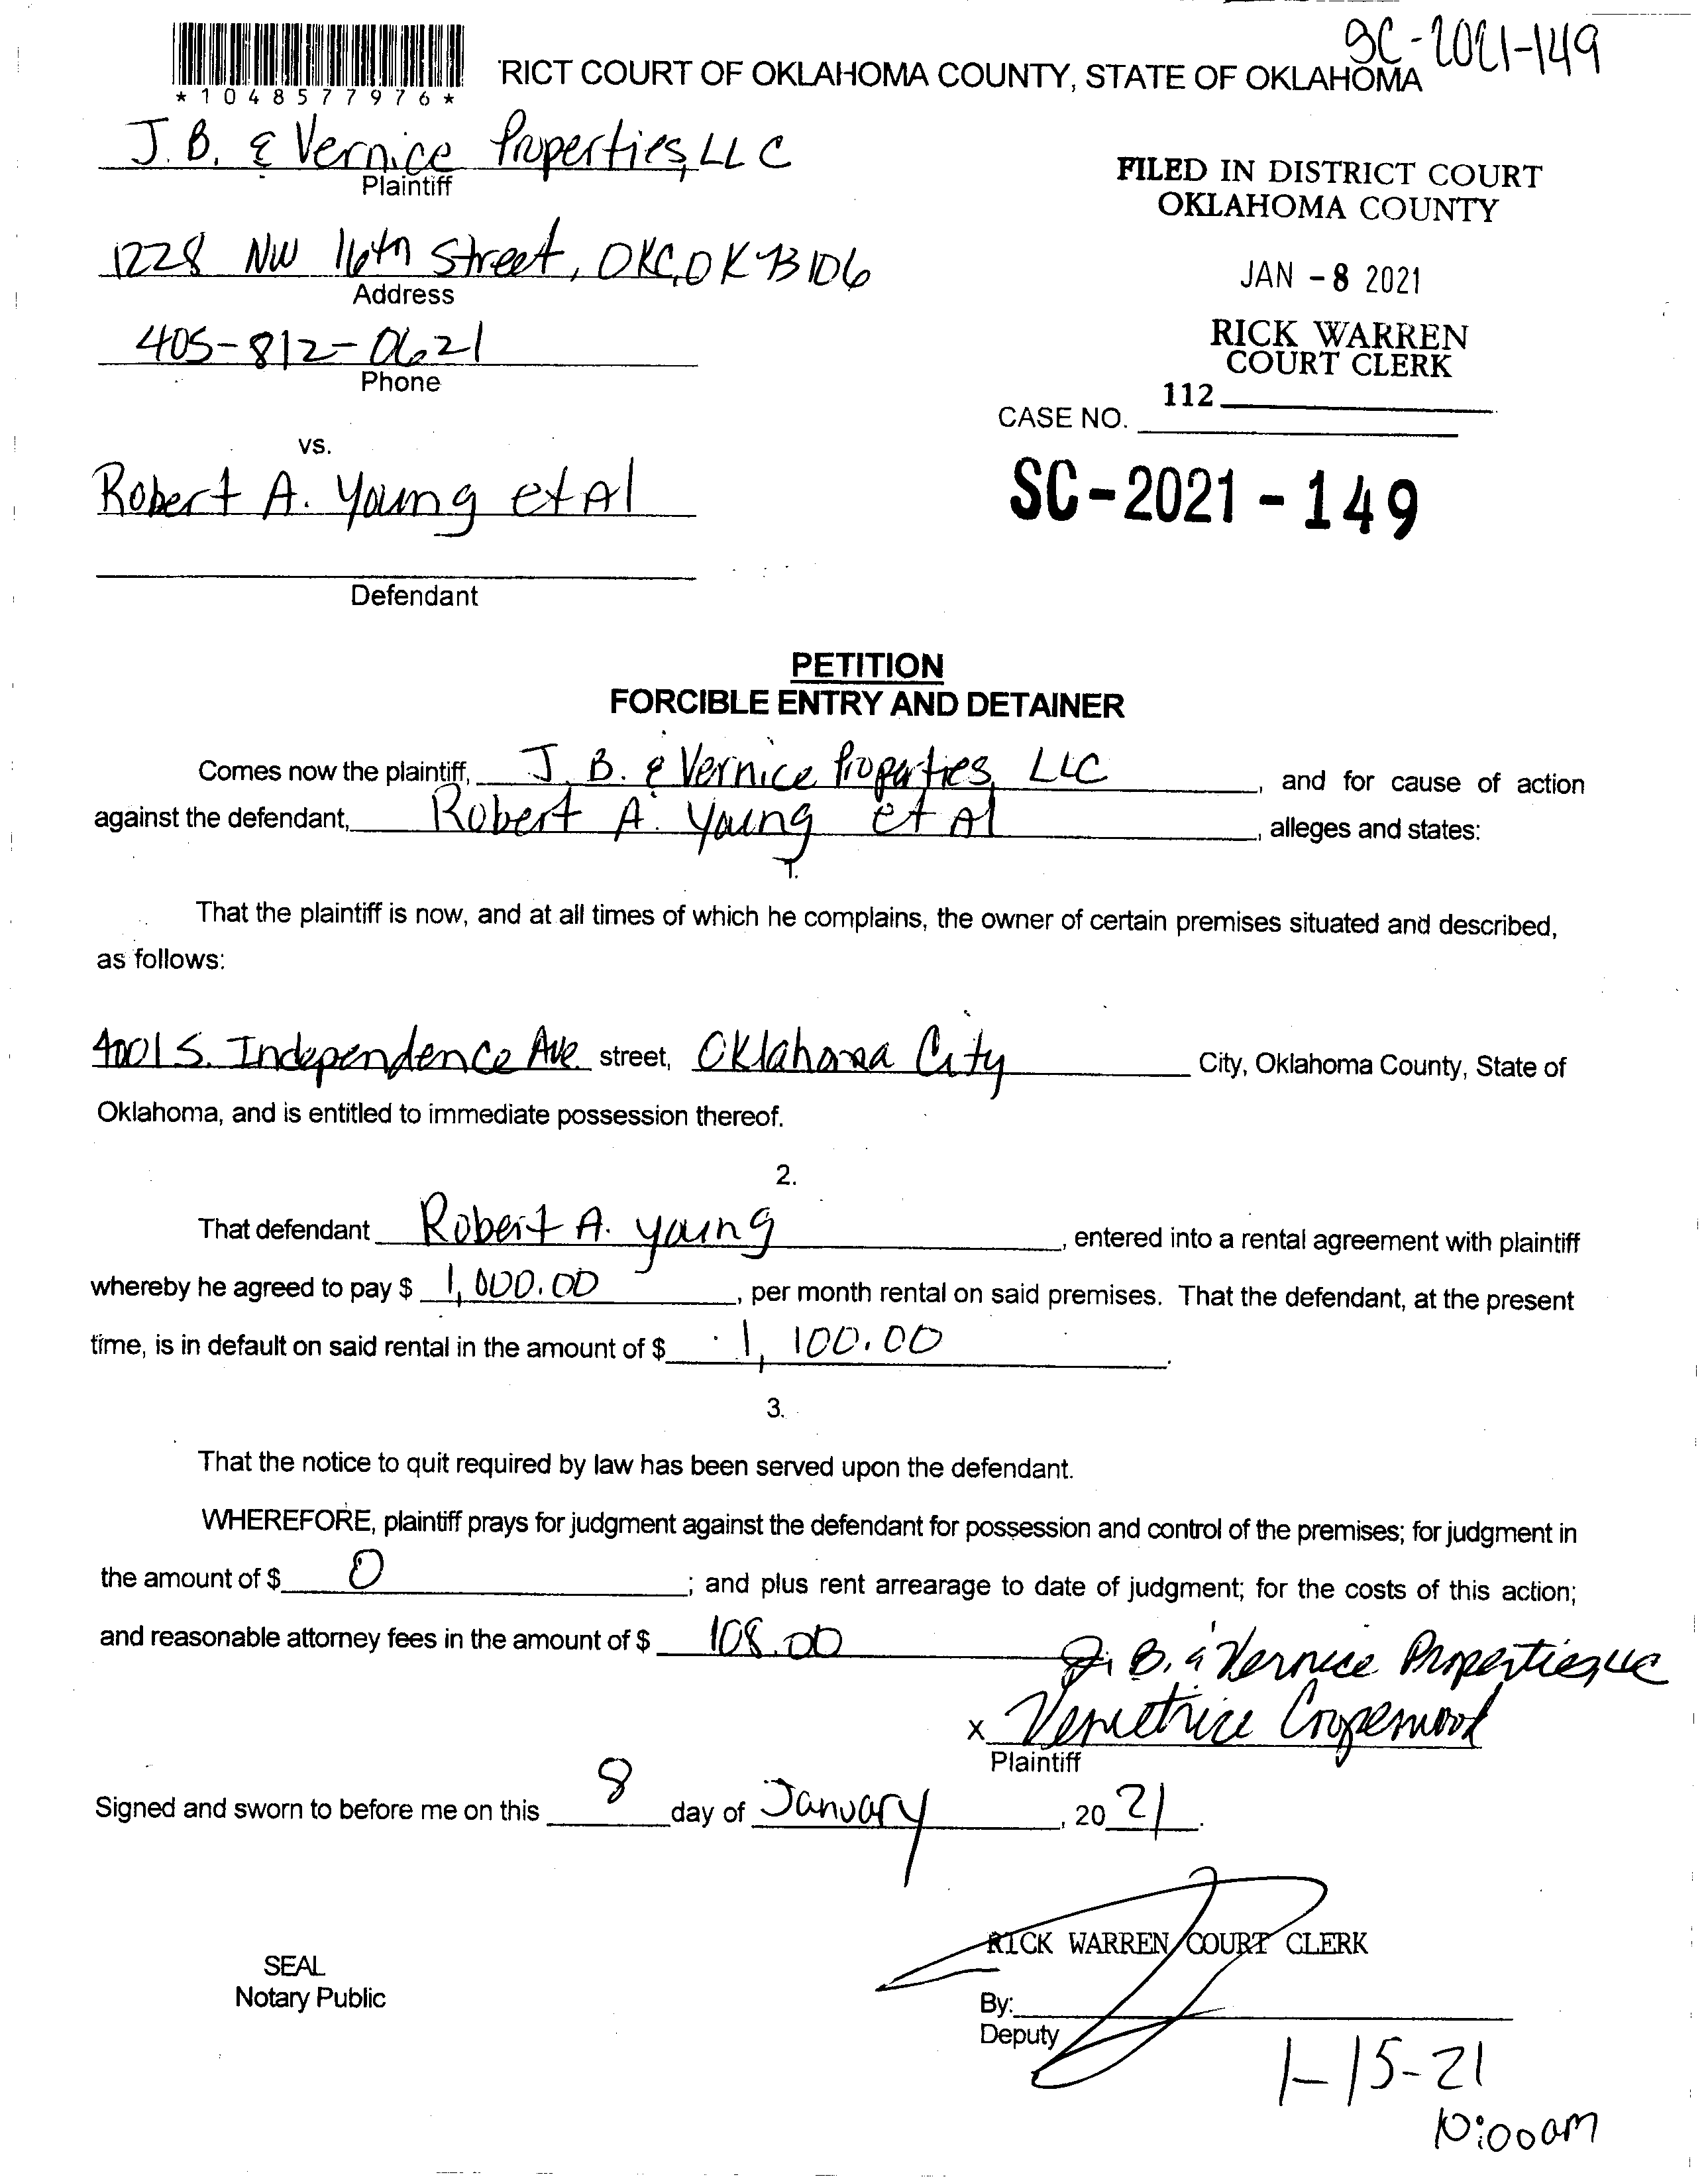 SC-2021-149
*1048577976*
RICT COURT OF OKLAHOMA COUNTY, STATE OF OKLAHOMA
J.B. & Vernice Properties, LLC
Plaintiff
FILED IN DISTRICT COURT
OKLAHOMA COUNTY
1228 NW 16th Street, OKC, OK 73106
Address
JAN - 8 2021
405-812-0621
Phone
RICK WARREN
COURT CLERK
112
CASE NO.
vs.
Robert A. Young et Al
SC-2021-149
Defendant
PETITION
FORCIBLE ENTRY AND DETAINER
Comes now the plaintiff, J. B. & Vernice Properties, LLC, and for cause of action
against the defendant, Robert A. Young et Al, alleges and states:
1.
That the plaintiff is now, and at all times of which he complains, the owner of certain premises situated and described,
as follows:
4001 S. Independence Ave. street, Oklahoma City City, Oklahoma County, State of
Oklahoma, and is entitled to immediate possession thereof.
2.
That defendant Robert A. Young, entered into a rental agreement with plaintiff
whereby he agreed to pay $ 1,000.00, per month rental on said premises. That the defendant, at the present
time, is in default on said rental in the amount of $ 1,100.00.
3.
That the notice to quit required by law has been served upon the defendant.
WHEREFORE, plaintiff prays for judgment against the defendant for possession and control of the premises; for judgment in
the amount of $ 0; and plus rent arrearage to date of judgment; for the costs of this action;
and reasonable attorney fees in the amount of $ 108.00
J. B. & Vernice Properties, LLC
x
Plaintiff
Signed and sworn to before me on this 8 day of January, 2021.
RICK WARREN COURT CLERK
SEAL
Notary Public
By:
Deputy
1-15-21
10:00am